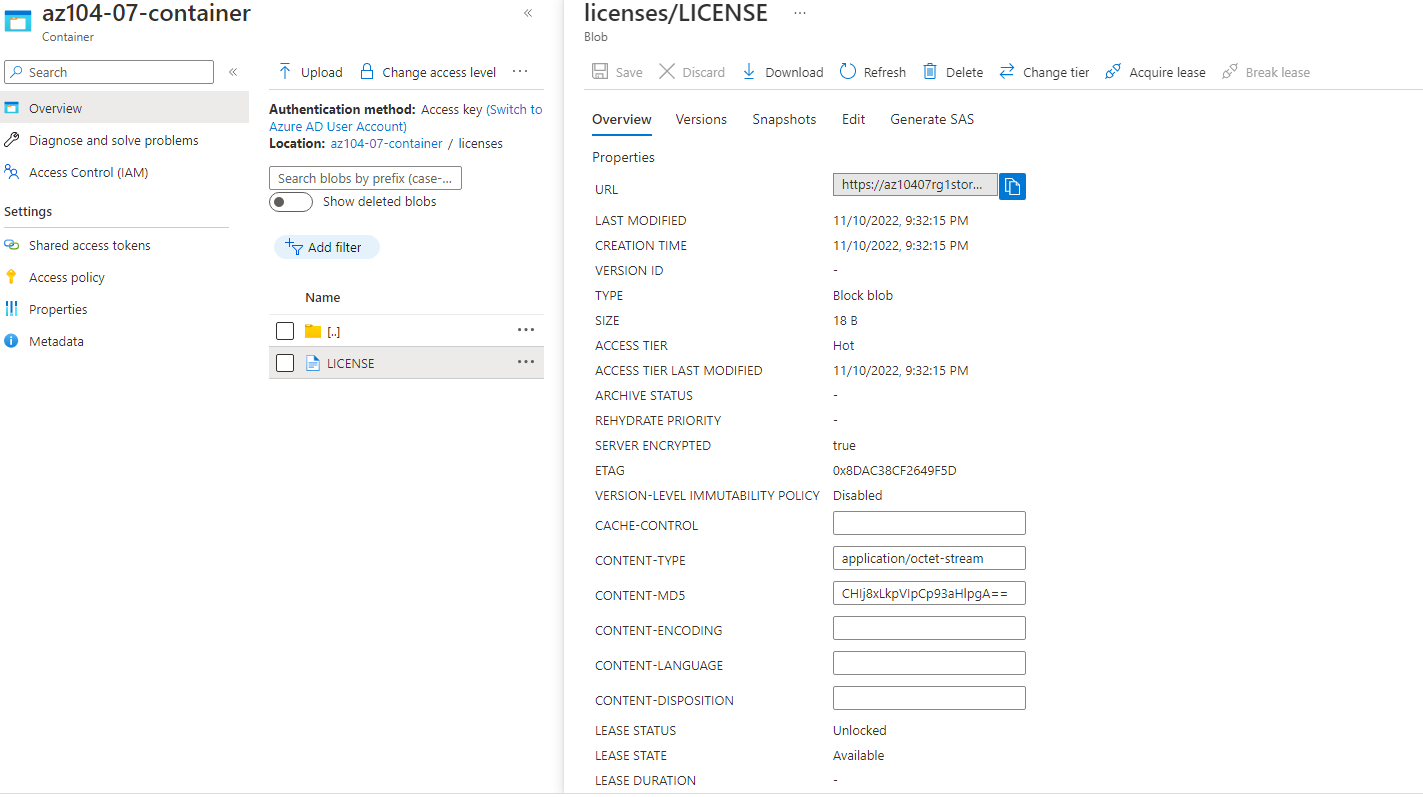 az104-07-container
Container
Search
Overview
Diagnose and solve problems
Access Control (IAM)
Settings
Shared access tokens
Access policy
Properties
Metadata
Upload
Change access level
Authentication method: Access key (Switch to
Azure AD User Account)
Location: az104-07-container / licenses
Search blobs by prefix (case-...
Show deleted blobs
Add filter
Name
[..]
LICENSE
licenses/LICENSE
Blob
Save Discard Download Refresh Delete Change tier Acquire lease Break lease
Overview Versions Snapshots Edit Generate SAS
Properties
URL https://az10407rg1stor...
LAST MODIFIED 11/10/2022, 9:32:15 PM
CREATION TIME 11/10/2022, 9:32:15 PM
VERSION ID -
TYPE Block blob
SIZE 18 B
ACCESS TIER Hot
ACCESS TIER LAST MODIFIED 11/10/2022, 9:32:15 PM
ARCHIVE STATUS -
REHYDRATE PRIORITY -
SERVER ENCRYPTED true
ETAG 0x8DAC38CF2649F5D
VERSION-LEVEL IMMUTABILITY POLICY Disabled
CACHE-CONTROL
CONTENT-TYPE application/octet-stream
CONTENT-MD5 CHIj8xLkpVIpCp93aHlpgA==
CONTENT-ENCODING
CONTENT-LANGUAGE
CONTENT-DISPOSITION
LEASE STATUS Unlocked
LEASE STATE Available
LEASE DURATION -